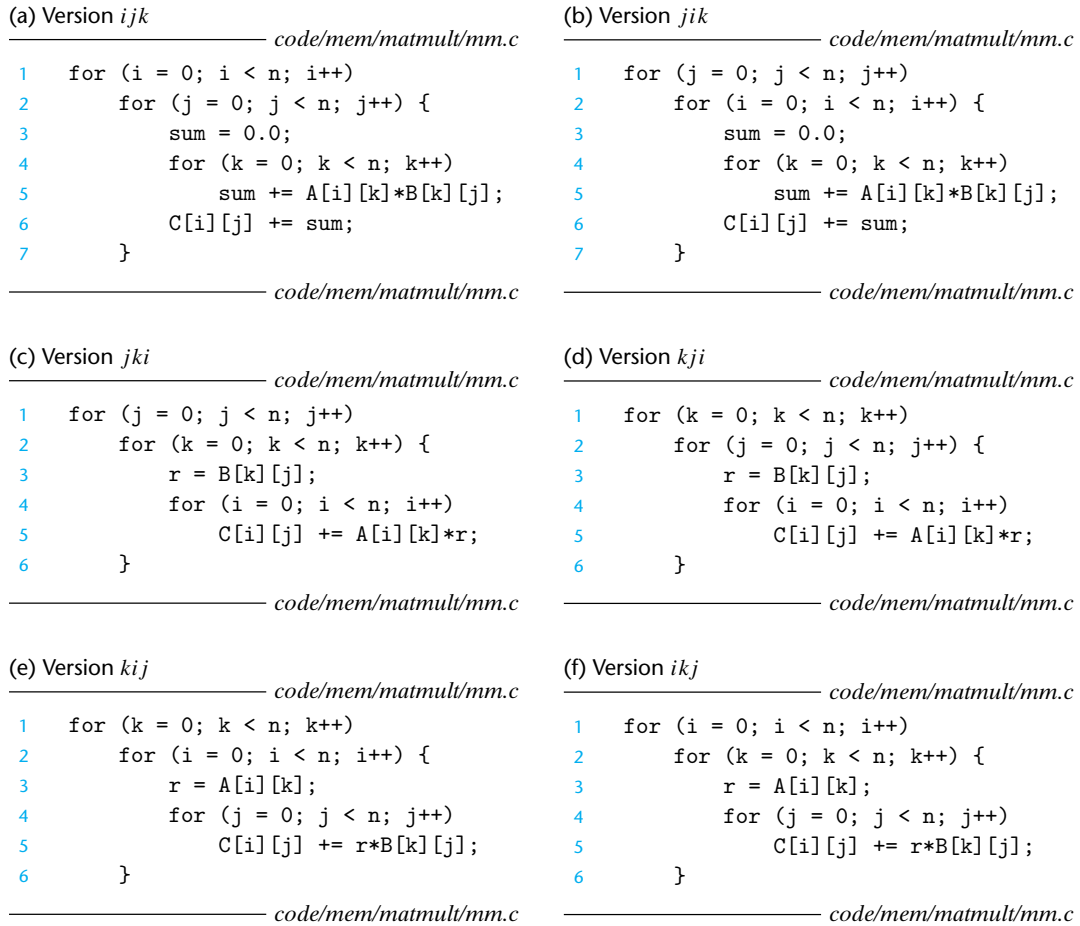 (a) Version ijk
code/mem/matmult/mm.c
1 for (i = 0; i < n; i++)
2 for (j = 0; j < n; j++) {
3 sum = 0.0;
4 for (k = 0; k < n; k++)
5 sum += A[i][k]*B[k][j];
6 C[i][j] += sum;
7 }
code/mem/matmult/mm.c
(b) Version jik
code/mem/matmult/mm.c
1 for (j = 0; j < n; j++)
2 for (i = 0; i < n; i++) {
3 sum = 0.0;
4 for (k = 0; k < n; k++)
5 sum += A[i][k]*B[k][j];
6 C[i][j] += sum;
7 }
code/mem/matmult/mm.c
(c) Version jki
code/mem/matmult/mm.c
1 for (j = 0; j < n; j++)
2 for (k = 0; k < n; k++) {
3 r = B[k][j];
4 for (i = 0; i < n; i++)
5 C[i][j] += A[i][k]*r;
6 }
code/mem/matmult/mm.c
(d) Version kji
code/mem/matmult/mm.c
1 for (k = 0; k < n; k++)
2 for (j = 0; j < n; j++) {
3 r = B[k][j];
4 for (i = 0; i < n; i++)
5 C[i][j] += A[i][k]*r;
6 }
code/mem/matmult/mm.c
(e) Version kij
code/mem/matmult/mm.c
1 for (k = 0; k < n; k++)
2 for (i = 0; i < n; i++) {
3 r = A[i][k];
4 for (j = 0; j < n; j++)
5 C[i][j] += r*B[k][j];
6 }
code/mem/matmult/mm.c
(f) Version ikj
code/mem/matmult/mm.c
1 for (i = 0; i < n; i++)
2 for (k = 0; k < n; k++) {
3 r = A[i][k];
4 for (j = 0; j < n; j++)
5 C[i][j] += r*B[k][j];
6 }
code/mem/matmult/mm.c